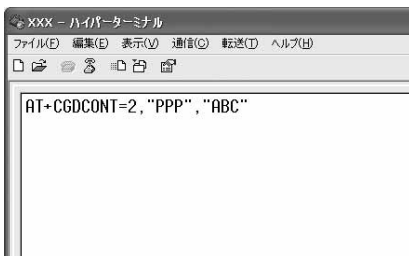 xxx - ハイパーターミナル
ファイル(F) 編集(E) 表示(V) 通信(C) 転送(T) ヘルプ(H)
AT+CGDCONT=2,"PPP","ABC"